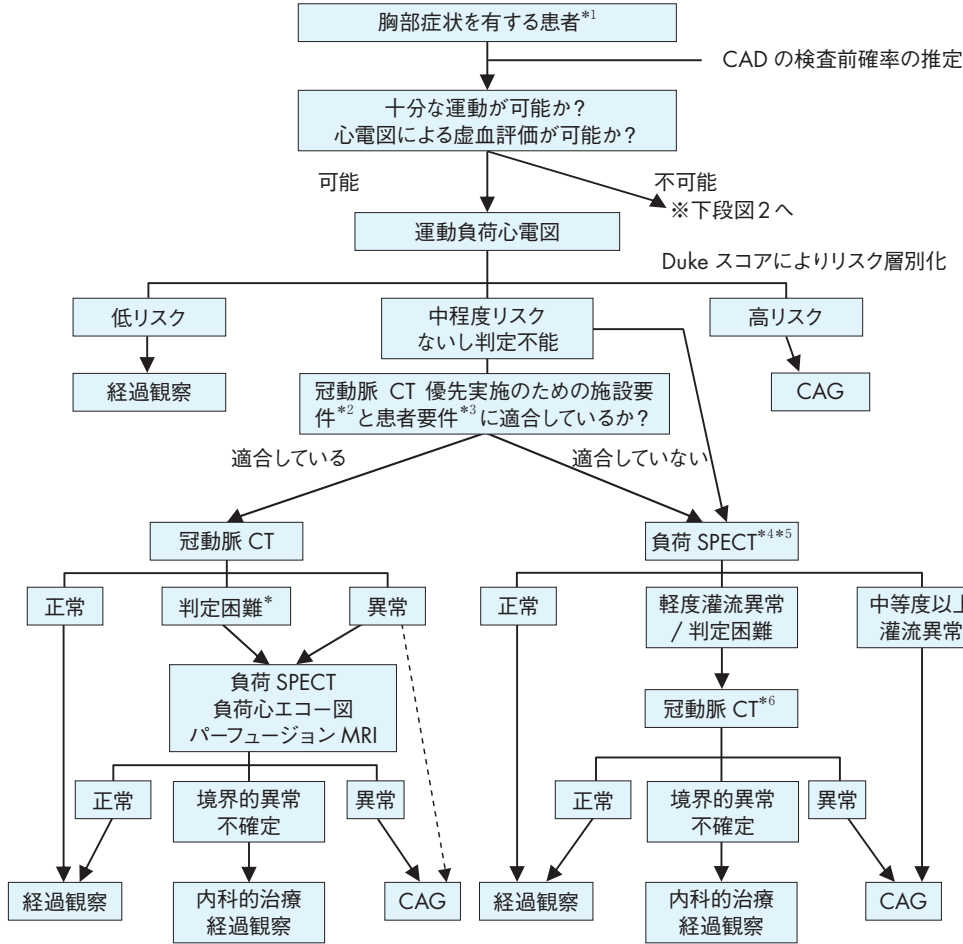 胸部症状を有する患者*1
CAD の検査前確率の推定
十分な運動が可能か？
心電図による虚血評価が可能か？
可能
不可能
※下段図2へ
運動負荷心電図
Duke スコアによりリスク層別化
低リスク
中程度リスク
ないし判定不能
高リスク
経過観察
CAG
冠動脈 CT 優先実施のための施設要
件*2と患者要件*3に適合しているか？
適合している
適合していない
冠動脈 CT
負荷 SPECT*4*5
正常
判定困難*
異常
正常
軽度灌流異常
/ 判定困難
中等度以上
灌流異常
負荷 SPECT
負荷心エコー図
パーフュージョン MRI
冠動脈 CT*6
正常
境界的異常
不確定
異常
正常
境界的異常
不確定
異常
経過観察
内科的治療
経過観察
CAG
経過観察
内科的治療
経過観察
CAG